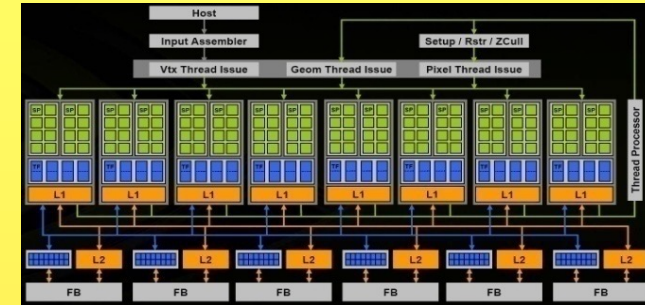 Host
Input Assembler
Setup / Rstr / ZCull
Vtx Thread Issue Geom Thread Issue Pixel Thread Issue
SP SP SP SP SP SP SP SP SP SP SP SP SP SP SP SP
Thread Processor
TF TF TF TF TF TF TF TF
L1 L1 L1 L1 L1 L1 L1 L1
L2 L2 L2 L2 L2 L2
FB FB FB FB FB FB